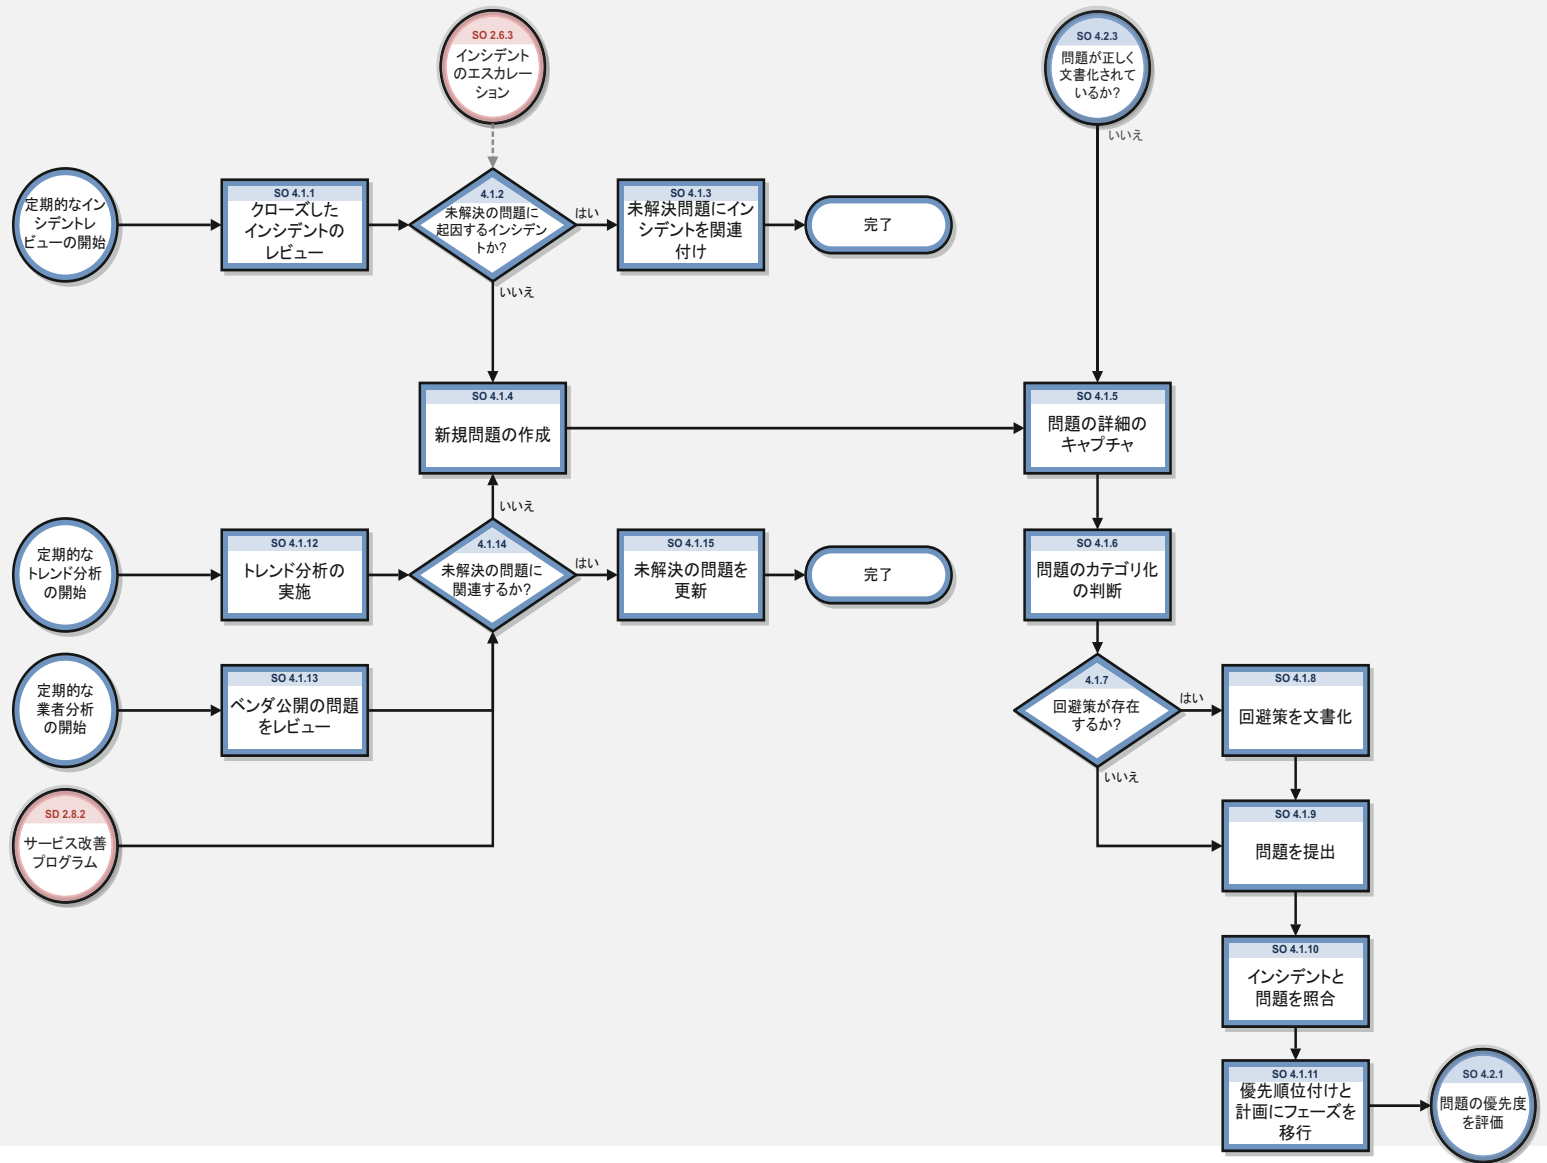 SO 2.6.3
インシデント
のエスカレー
ション
SO 4.2.3
問題が正しく
文書化されて
いるか?
いいえ
定期的なイン
シデントレ
ビューの開始
SO 4.1.1
クローズした
インシデントの
レビュー
4.1.2
未解決の問題に
起因するインシデン
トか?
はい
いいえ
SO 4.1.3
未解決問題にイン
シデントを関連
付け
完了
SO 4.1.4
新規問題の作成
SO 4.1.5
問題の詳細の
キャプチャ
いいえ
定期的な
トレンド分析
の開始
SO 4.1.12
トレンド分析の
実施
4.1.14
未解決の問題に
関連するか?
はい
SO 4.1.15
未解決の問題を
更新
完了
SO 4.1.6
問題のカテゴリ化
の判断
定期的な
業者分析
の開始
SO 4.1.13
ベンダ公開の問題
をレビュー
4.1.7
回避策が存在
するか?
はい
いいえ
SO 4.1.8
回避策を文書化
SD 2.8.2
サービス改善
プログラム
SO 4.1.9
問題を提出
SO 4.1.10
インシデントと
問題を照合
SO 4.1.11
優先順位付けと
計画にフェーズを
移行
SO 4.2.1
問題の優先度
を評価